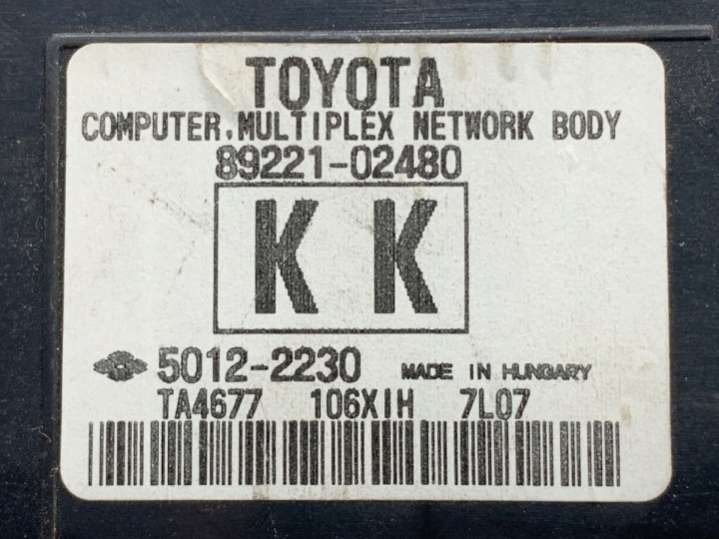 TOYOTA
COMPUTER,MULTIPLEX NETWORK BODY
89221-02480
K K
5012-2230 MADE IN HUNGARY
TA4677 106XIH 7L07